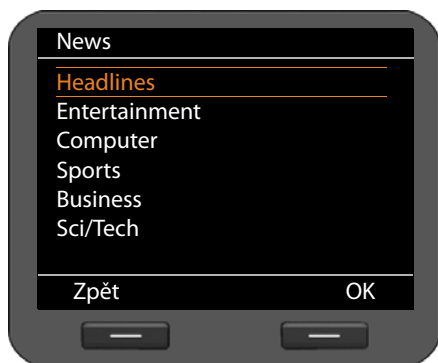 News
Headlines
Entertainment
Computer
Sports
Business
Sci/Tech
Zpět OK